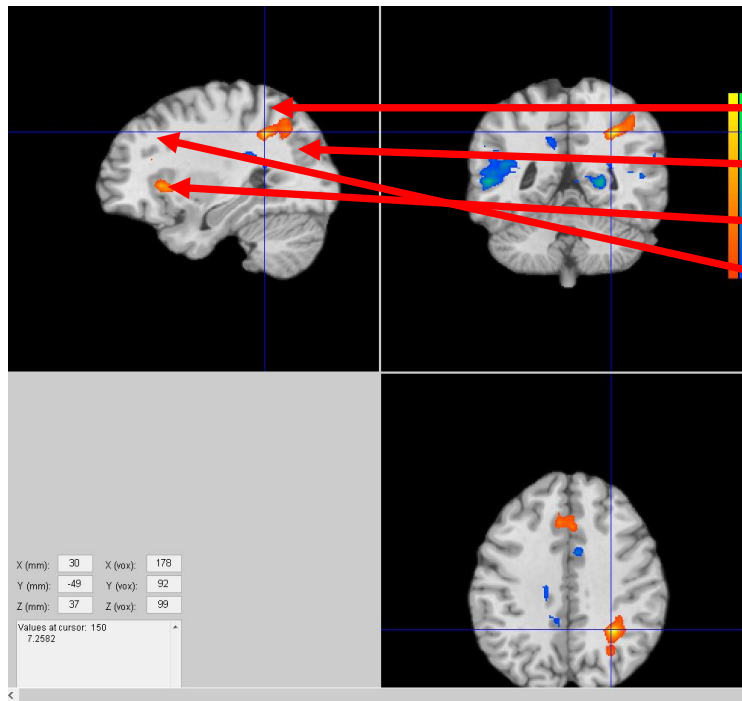 X (mm): 30 X (vox): 178
Y (mm): -49 Y (vox): 92
Z (mm): 37 Z (vox): 99
Values at cursor: 150
7.2582